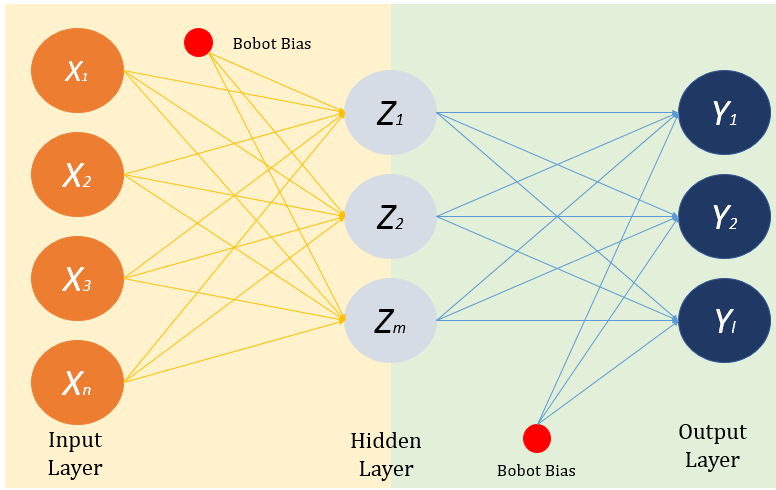 X1
X2
X3
Xn
Bobot Bias
Z1
Z2
Zm
Y1
Y2
Yl
Bobot Bias
Input
Layer
Hidden
Layer
Output
Layer